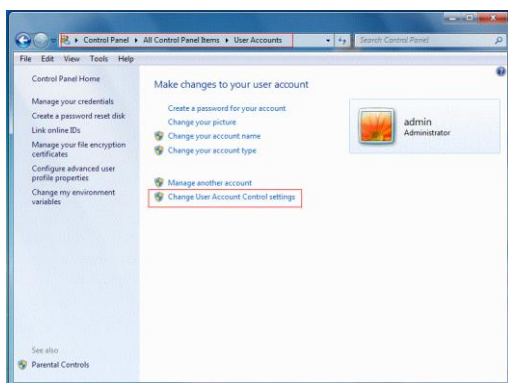 Control Panel ▸ All Control Panel Items ▸ User Accounts
Search Control Panel
File Edit View Tools Help
Control Panel Home
Manage your credentials
Create a password reset disk
Link online IDs
Manage your file encryption
certificates
Configure advanced user
profile properties
Change my environment
variables
Make changes to your user account
Create a password for your account
Change your picture
Change your account name
Change your account type
Manage another account
Change User Account Control settings
admin
Administrator
See also
Parental Controls